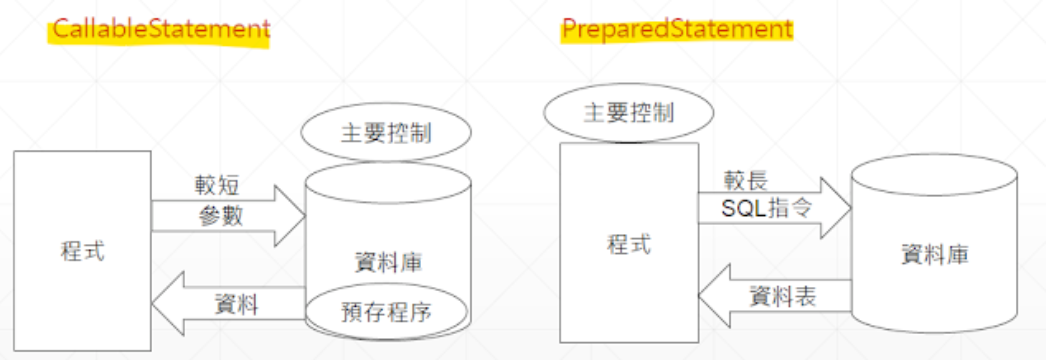 CallableStatement
主要控制
較短
參數
程式
資料庫
資料
預存程序
PreparedStatement
主要控制
較長
SQL指令
程式
資料庫
資料表